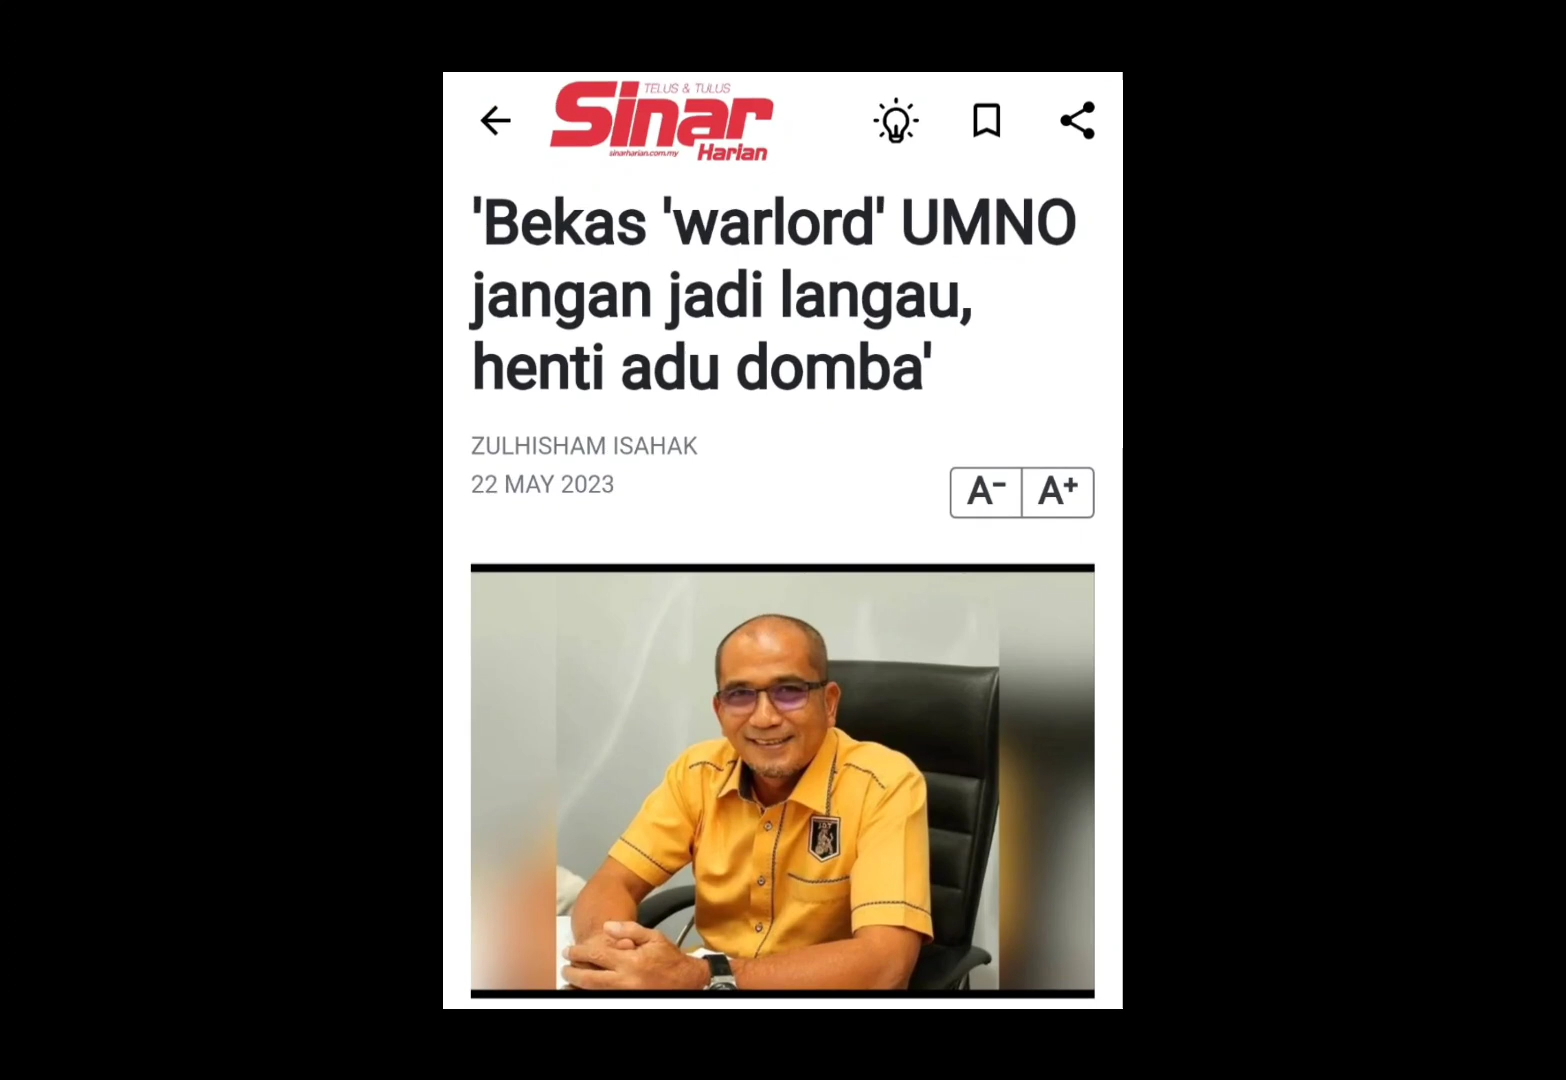 TELUS & TULUS
Sinar
Harian
sinarharian.com.my
'Bekas 'warlord' UMNO
jangan jadi langau,
henti adu domba'
ZULHISHAM ISAHAK
22 MAY 2023
A- A+